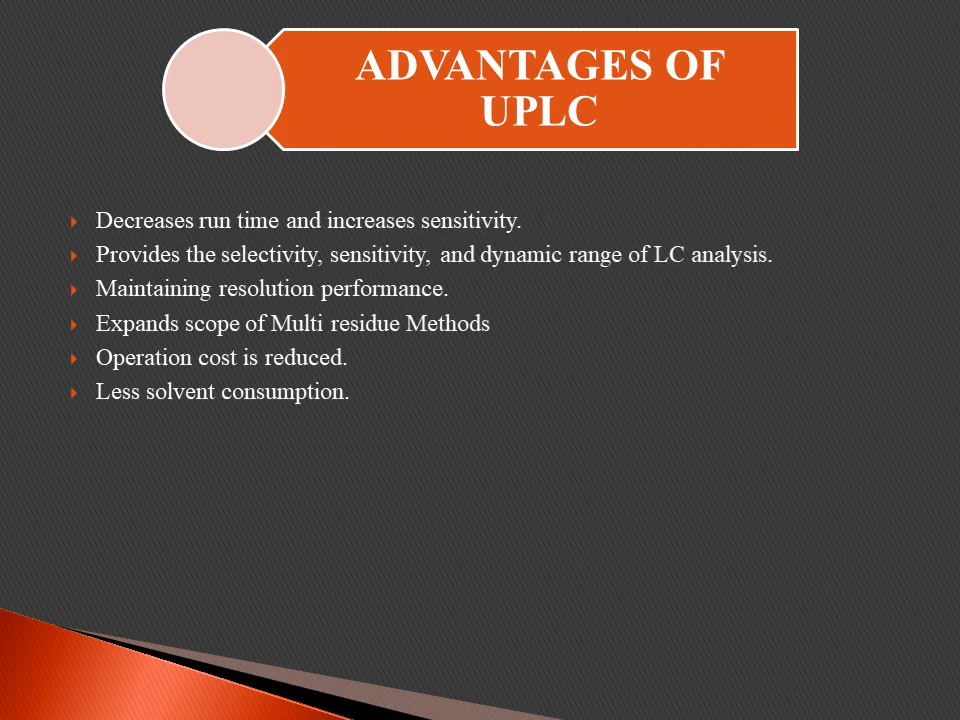 ADVANTAGES OF
UPLC
Decreases run time and increases sensitivity.
Provides the selectivity, sensitivity, and dynamic range of LC analysis.
Maintaining resolution performance.
Expands scope of Multi residue Methods
Operation cost is reduced.
Less solvent consumption.